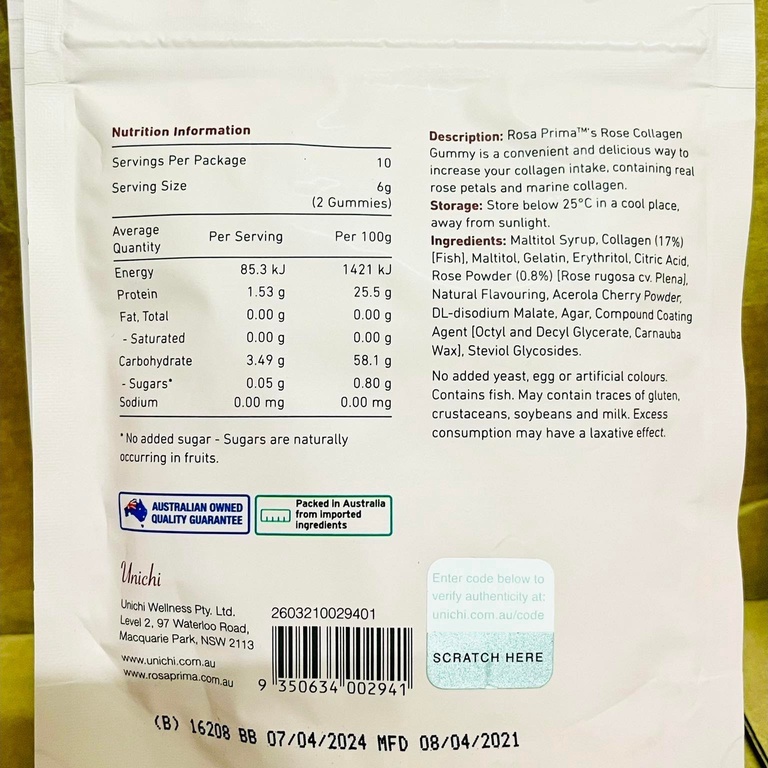 Nutrition Information
Servings Per Package 10
Serving Size 6g
(2 Gummies)
Average
Quantity Per Serving Per 100g
Energy 85.3 kJ 1421 kJ
Protein 1.53 g 25.5 g
Fat, Total 0.00 g 0.00 g
- Saturated 0.00 g 0.00 g
Carbohydrate 3.49 g 58.1 g
- Sugars* 0.05 g 0.80 g
Sodium 0.00 mg 0.00 mg
*No added sugar - Sugars are naturally
occurring in fruits.
AUSTRALIAN OWNED
QUALITY GUARANTEE
Packed in Australia
from imported
ingredients
Unichi
Unichi Wellness Pty. Ltd.
Level 2, 97 Waterloo Road,
Macquarie Park, NSW 2113
www.unichi.com.au
www.rosaprima.com.au
2603210029401
9 350634 002941
Description: Rosa Prima™'s Rose Collagen
Gummy is a convenient and delicious way to
increase your collagen intake, containing real
rose petals and marine collagen.
Storage: Store below 25°C in a cool place,
away from sunlight.
Ingredients: Maltitol Syrup, Collagen (17%)
[Fish], Maltitol, Gelatin, Erythritol, Citric Acid,
Rose Powder (0.8%) [Rose rugosa cv. Plena],
Natural Flavouring, Acerola Cherry Powder,
DL-disodium Malate, Agar, Compound Coating
Agent [Octyl and Decyl Glycerate, Carnauba
Wax], Steviol Glycosides.
No added yeast, egg or artificial colours.
Contains fish. May contain traces of gluten,
crustaceans, soybeans and milk. Excess
consumption may have a laxative effect.
Enter code below to
verify authenticity at:
unichi.com.au/code
SCRATCH HERE
(B) 16208 BB 07/04/2024 MFD 08/04/2021